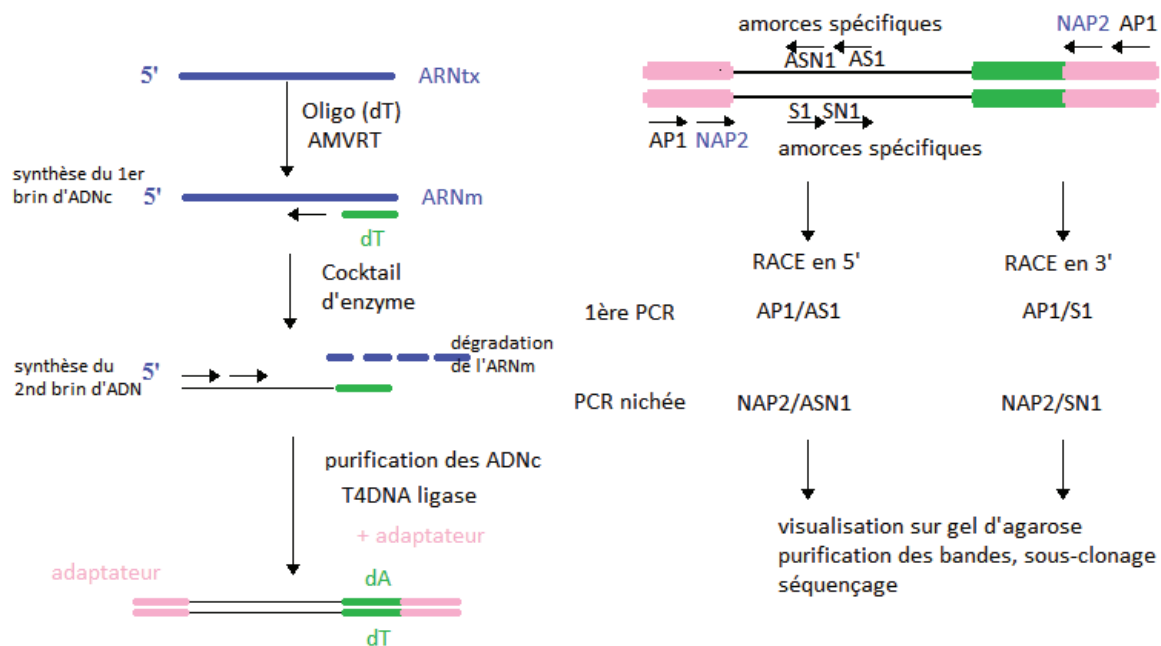 5' ARNtx
Oligo (dT)
AMVRT
synthèse du 1er
brin d'ADNc
5' ARNm
dT
Cocktail
d'enzyme
dégradation
de l'ARNm
synthèse du
2nd brin d'ADN
5'
purification des ADNc
T4DNA ligase
+ adaptateur
adaptateur
dA
dT
amorces spécifiques
NAP2 AP1
ASN1 AS1
S1 SN1
AP1 NAP2
amorces spécifiques
RACE en 5' RACE en 3'
1ère PCR AP1/AS1 AP1/S1
PCR nichée NAP2/ASN1 NAP2/SN1
visualisation sur gel d'agarose
purification des bandes, sous-clonage
séquençage